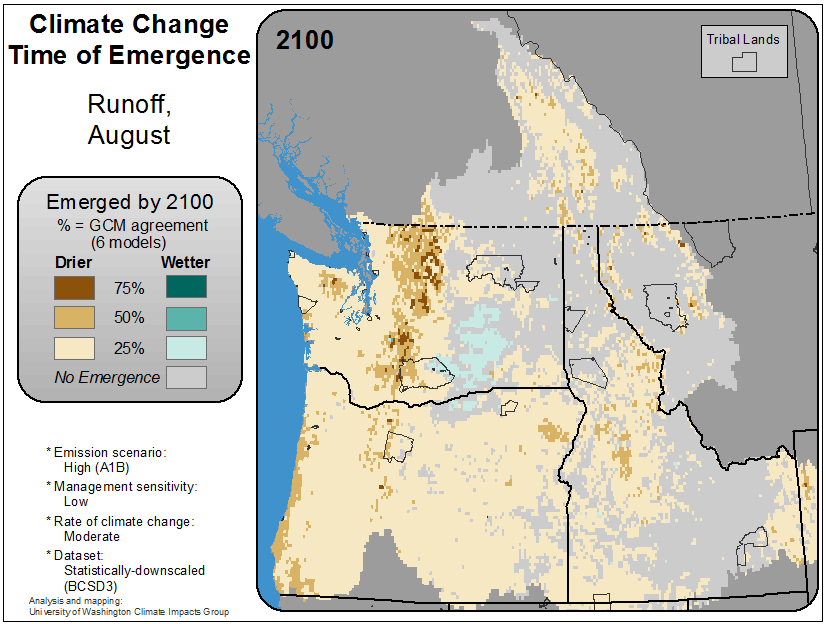 Climate Change
Time of Emergence
Runoff,
August
Emerged by 2100
% = GCM agreement
(6 models)
Drier Wetter
75%
50%
25%
No Emergence
* Emission scenario:
High (A1B)
* Management sensitivity:
Low
* Rate of climate change:
Moderate
* Dataset:
Statistically-downscaled
(BCSD3)
Analysis and mapping:
University of Washington Climate Impacts Group
2100
Tribal Lands